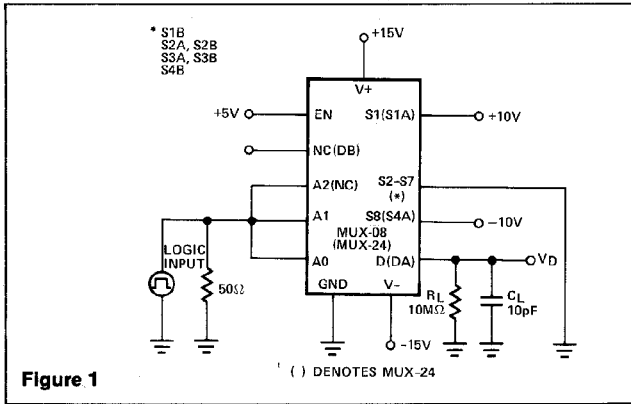 * S1B
S2A, S2B
S3A, S3B
S4B
+15V
V+
+5V
EN
S1(S1A)
+10V
NC(DB)
A2(NC)
S2-S7
(*)
A1
S8(S4A)
-10V
LOGIC
INPUT
MUX-08
(MUX-24)
A0
D(DA)
VD
50Ω
GND
V-
RL
10MΩ
CL
10pF
-15V
( ) DENOTES MUX-24
Figure 1